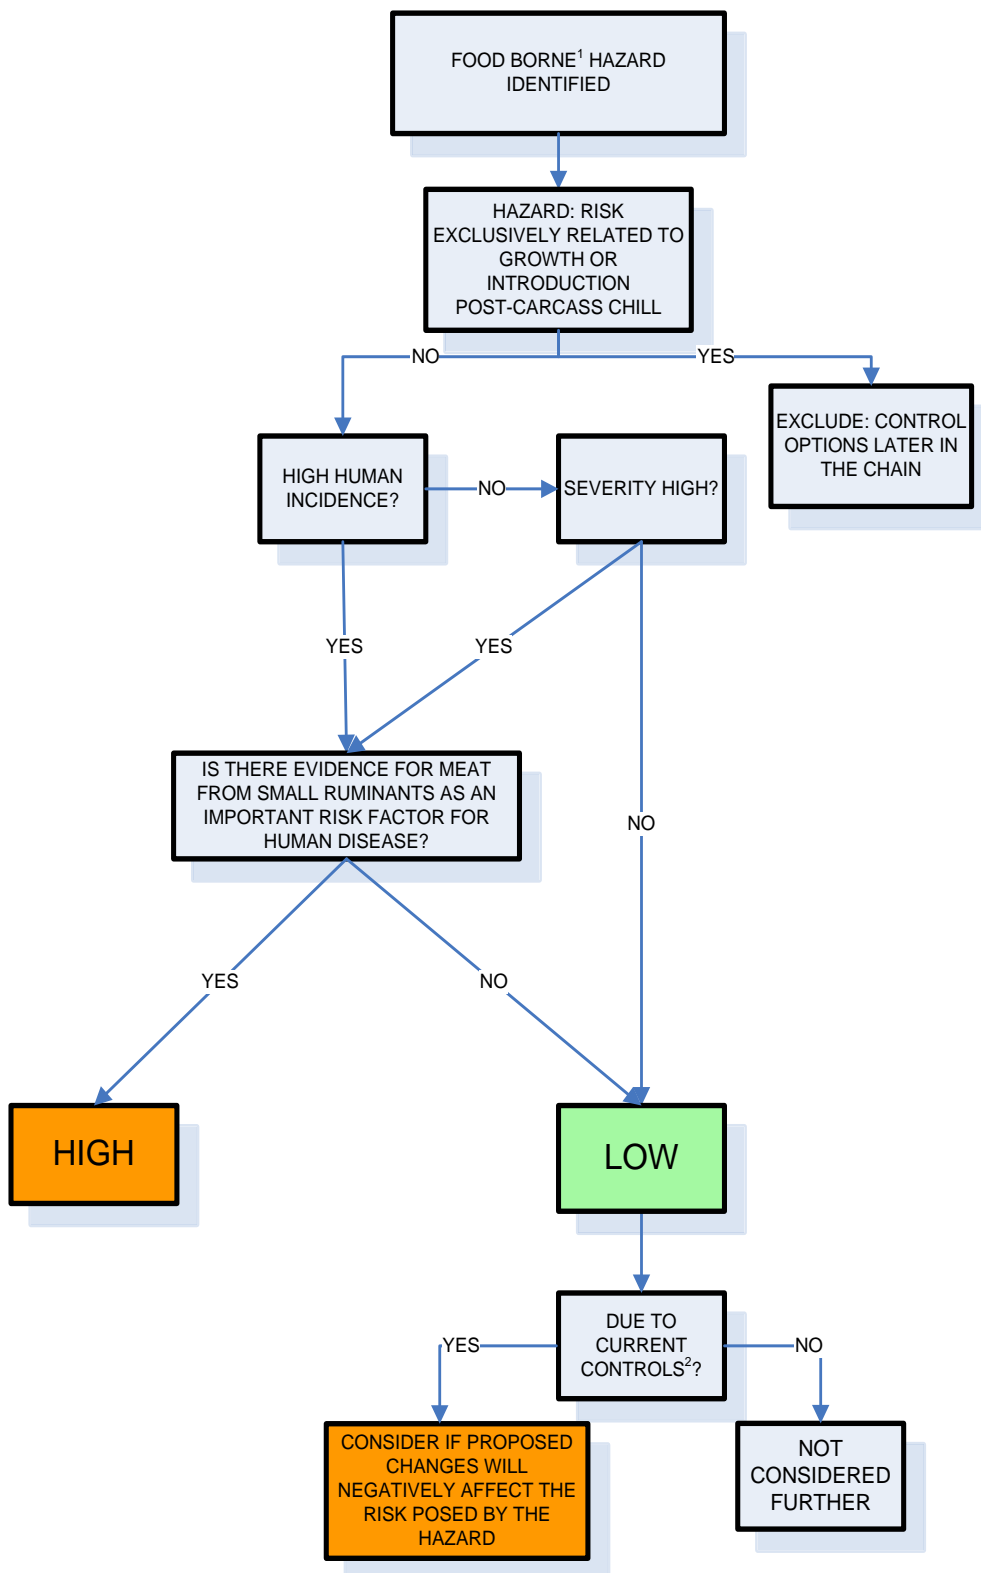 FOOD BORNE¹ HAZARD
IDENTIFIED
HAZARD: RISK
EXCLUSIVELY RELATED TO
GROWTH OR
INTRODUCTION
POST-CARCASS CHILL
NO
YES
EXCLUDE: CONTROL
OPTIONS LATER IN
THE CHAIN
HIGH HUMAN
INCIDENCE?
NO
SEVERITY HIGH?
YES
YES
IS THERE EVIDENCE FOR MEAT
FROM SMALL RUMINANTS AS AN
IMPORTANT RISK FACTOR FOR
HUMAN DISEASE?
NO
YES
NO
HIGH
LOW
DUE TO
CURRENT
CONTROLS²?
YES
NO
CONSIDER IF PROPOSED
CHANGES WILL
NEGATIVELY AFFECT THE
RISK POSED BY THE
HAZARD
NOT
CONSIDERED
FURTHER